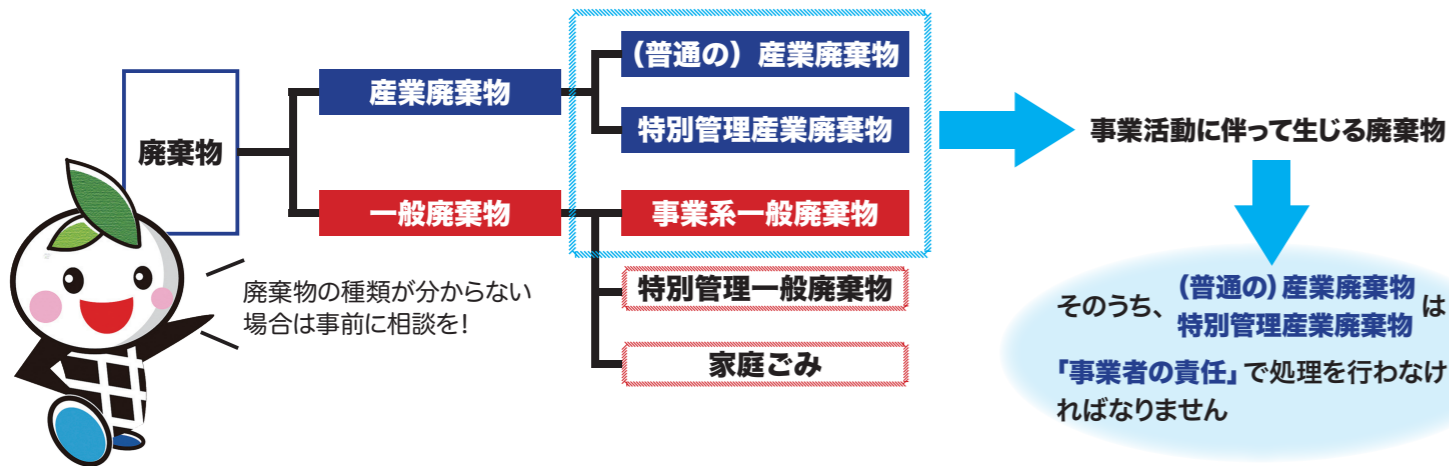 廃棄物
産業廃棄物
一般廃棄物
（普通の）産業廃棄物
特別管理産業廃棄物
事業系一般廃棄物
特別管理一般廃棄物
家庭ごみ
廃棄物の種類が分からない
場合は事前に相談を!
事業活動に伴って生じる廃棄物
そのうち、（普通の）産業廃棄物
特別管理産業廃棄物は
「事業者の責任」で処理を行わなけ
ればなりません